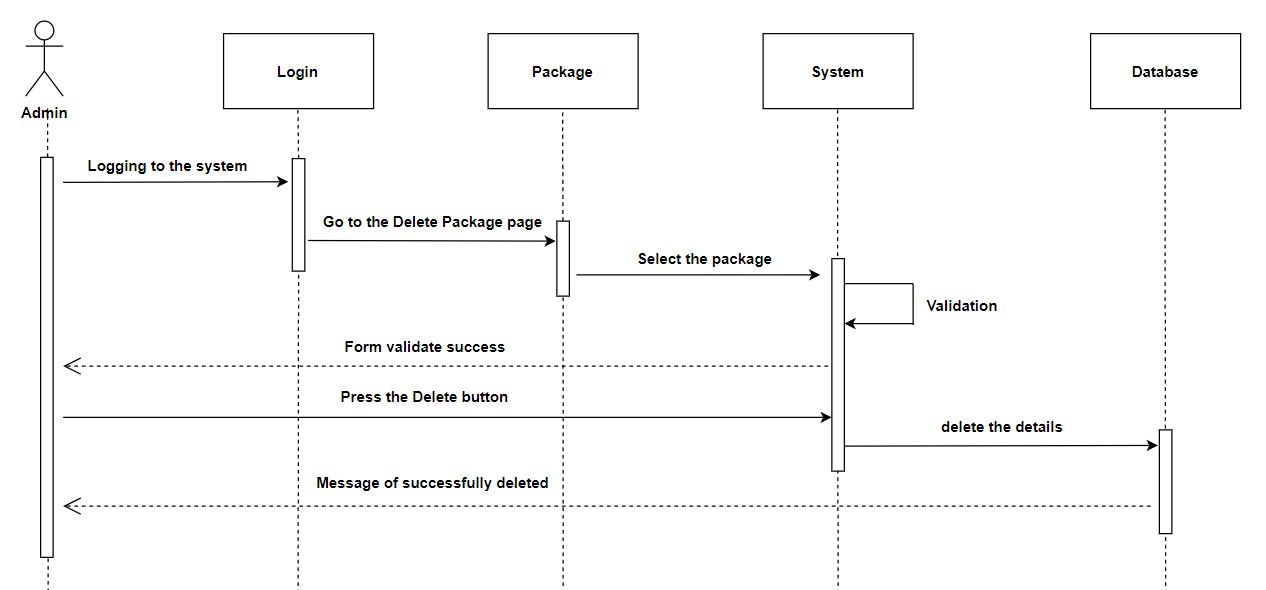 Admin
Login
Package
System
Database
Logging to the system
Go to the Delete Package page
Select the package
Validation
Form validate success
Press the Delete button
delete the details
Message of successfully deleted